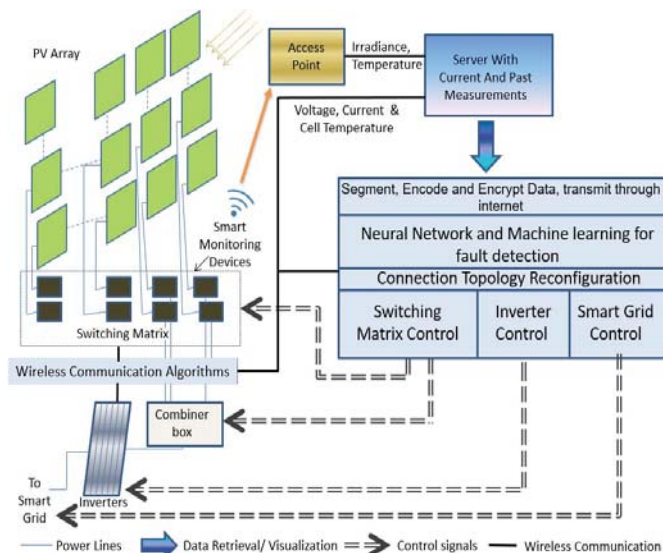 PV Array
Access
Point
Irradiance,
Temperature
Server With
Current And Past
Measurements
Voltage, Current &
Cell Temperature
Segment, Encode and Encrypt Data, transmit through
internet
Smart
Monitoring
Devices
Neural Network and Machine learning for
fault detection
Connection Topology Reconfiguration
Switching
Matrix Control
Inverter
Control
Smart Grid
Control
Switching Matrix
Wireless Communication Algorithms
Combiner
box
To
Smart
Grid
Inverters
Power Lines
Data Retrieval/ Visualization
Control signals
Wireless Communication